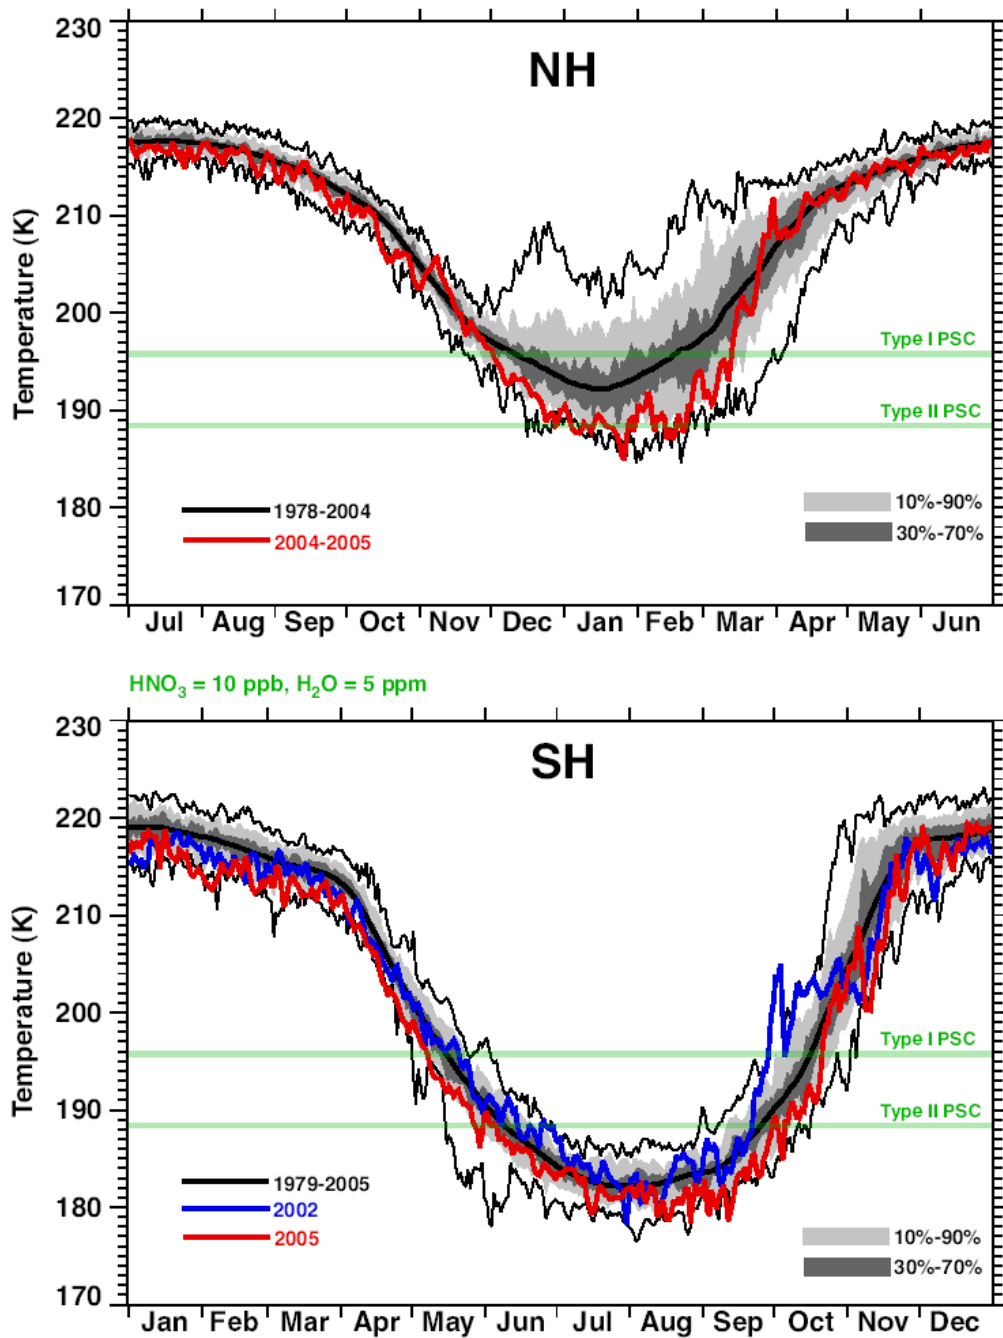 NH
230
220
210
200
190
180
170
Temperature (K)
Type I PSC
Type II PSC
1978-2004
2004-2005
10%-90%
30%-70%
Jul Aug Sep Oct Nov Dec Jan Feb Mar Apr May Jun
HNO₃ = 10 ppb, H₂O = 5 ppm
SH
230
220
210
200
190
180
170
Temperature (K)
Type I PSC
Type II PSC
1979-2005
2002
2005
10%-90%
30%-70%
Jan Feb Mar Apr May Jun Jul Aug Sep Oct Nov Dec